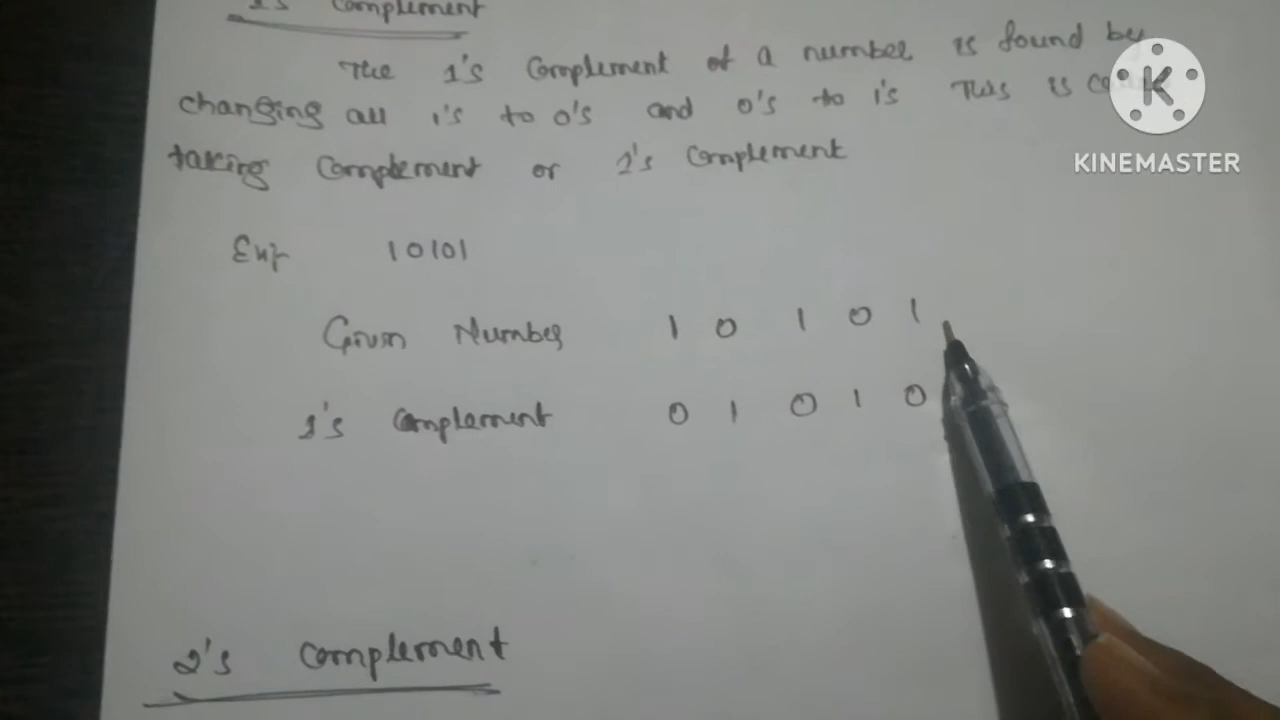 1's Complement
The 1's Complement of a number is found by
changing all 1's to 0's and 0's to 1's This is
taking Complement or 1's Complement
Exp 10101
Given Number 1 0 1 0 1
1's Complement 0 1 0 1 0
2's Complement
KINEMASTER